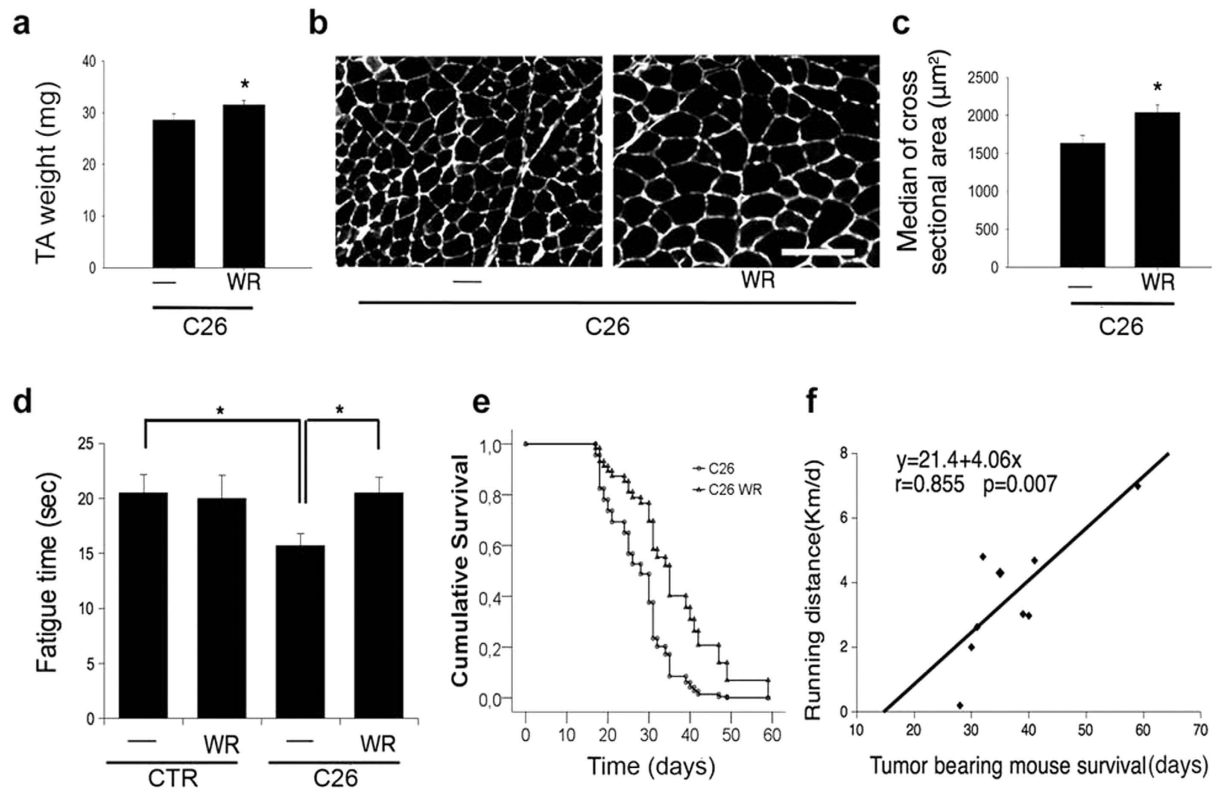 a
TA weight (mg)
40
30
20
10
0
— WR
C26
b
— WR
C26
c
Median of cross
sectional area (µm²)
2500
2000
1500
1000
500
0
*
— WR
C26
*
d
Fatigue time (sec)
25
20
15
10
5
0
* *
— WR — WR
CTR C26
e
Cumulative Survival
1,0
0,8
0,6
0,4
0,2
0,0
C26
C26 WR
0 10 20 30 40 50 60
Time (days)
f
Running distance(Km/d)
8
6
4
2
0
y=21.4+4.06x
r=0.855 p=0.007
10 20 30 40 50 60 70
Tumor bearing mouse survival(days)